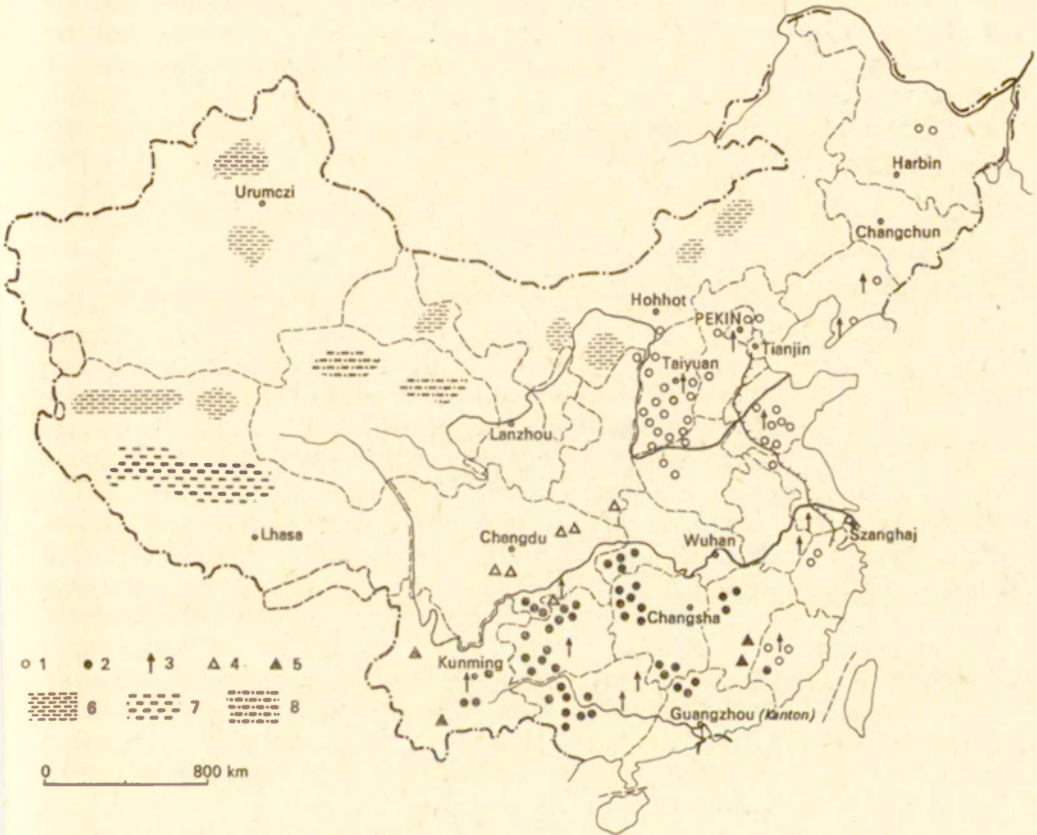 Harbin
Urumczi
Changchun
Hohhot
PEKIN
Tianjin
Taiyuan
Lanzhou
Lhasa
Chengdu
Wuhan
Szanghaj
Changsha
Kunming
Guangzhou (Kanton)
1 2 3 4 5
6 7 8
0 800 km